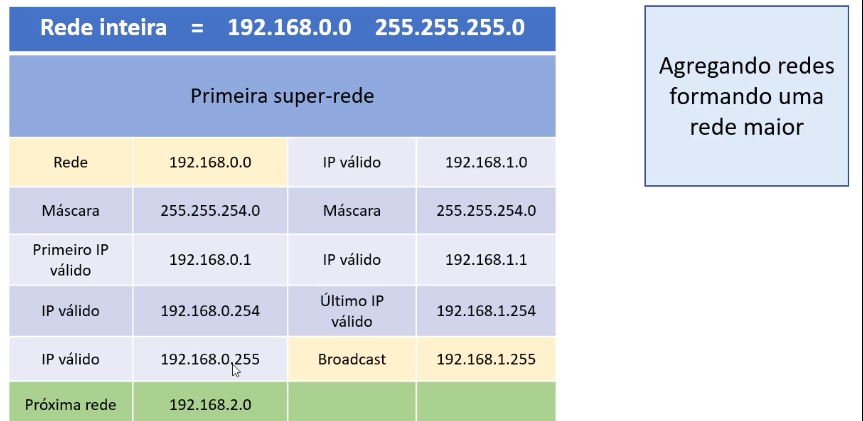 Rede inteira = 192.168.0.0 255.255.255.0
Primeira super-rede
Rede 192.168.0.0 IP válido 192.168.1.0
Máscara 255.255.254.0 Máscara 255.255.254.0
Primeiro IP
válido
192.168.0.1 IP válido 192.168.1.1
IP válido 192.168.0.254
Último IP
válido
192.168.1.254
IP válido 192.168.0.255 Broadcast 192.168.1.255
Próxima rede 192.168.2.0
Agregando redes
formando uma
rede maior